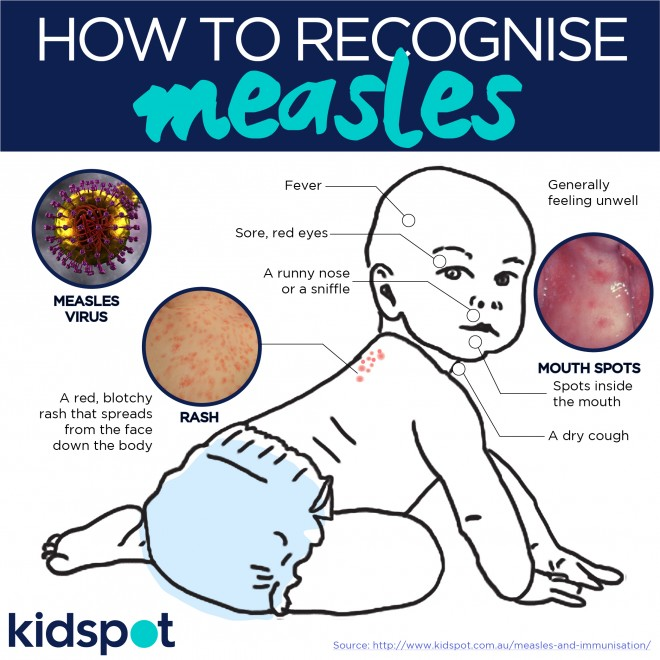 HOW TO RECOGNISE
measles
Fever
Generally
feeling unwell
Sore, red eyes
A runny nose
or a sniffle
MEASLES
VIRUS
MOUTH SPOTS
Spots inside
the mouth
A red, blotchy
rash that spreads
from the face
down the body
RASH
A dry cough
kidspot
Source: http://www.kidspot.com.au/measles-and-immunisation/